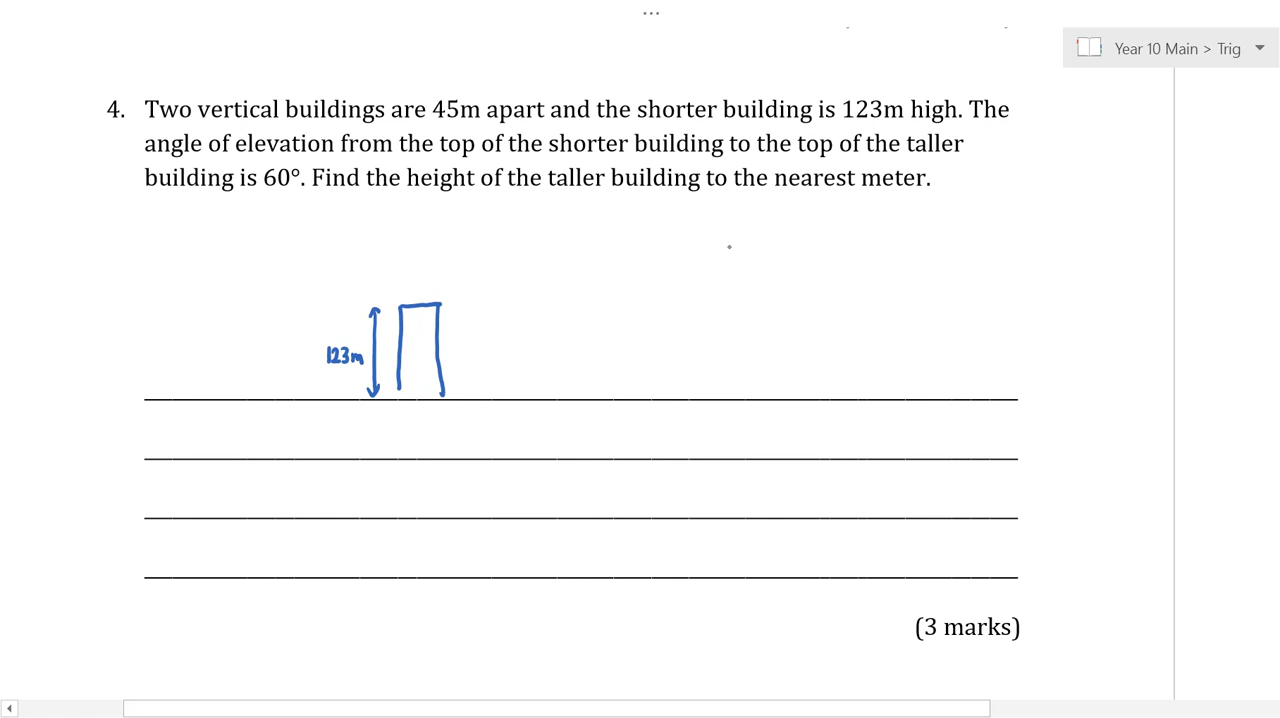 ...
Year 10 Main > Trig
4. Two vertical buildings are 45m apart and the shorter building is 123m high. The
angle of elevation from the top of the shorter building to the top of the taller
building is 60°. Find the height of the taller building to the nearest meter.
123m
(3 marks)